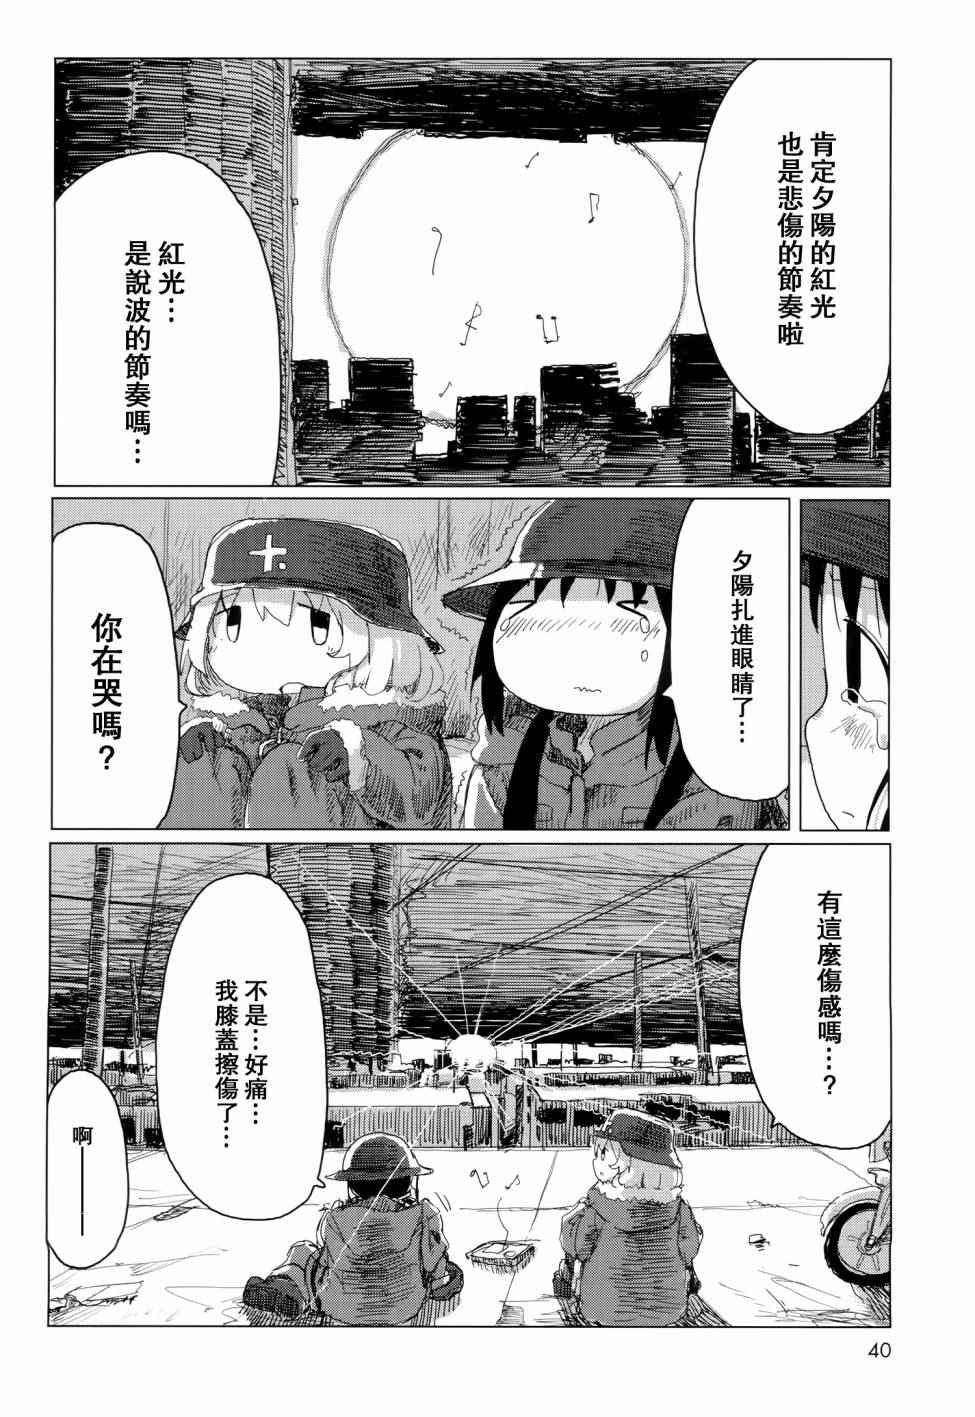 肯定夕陽的紅光
也是悲傷的節奏啦
紅光…
是說波的節奏嗎…
夕陽扎進眼睛了…
你在哭嗎？
有這麼傷感嗎…？
不是…好痛…
我膝蓋擦傷了…
啊——
40